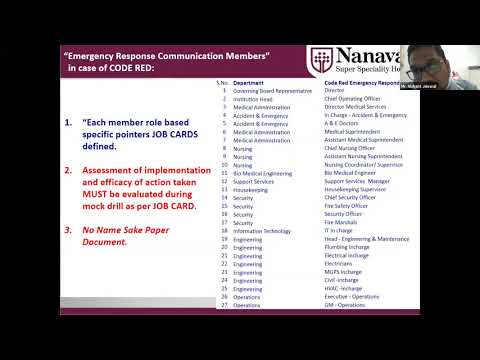 "Emergency Response Communication Members"
in case of CODE RED:
Nanava
Super Speciality Ho
1. "Each member role based
specific pointers JOB CARDS
defined.
2. Assessment of implementation
and efficacy of action taken
MUST be evaluated during
mock drill as per JOB CARD.
3. No Name Sake Paper
Document.
S.No. Department Code Red Emergency Respond
1 Governing Board Representative Director
2 Institution Head Chief Operating Officer
3 Medical Administration Director Medical Services
4 Accident & Emergency In Charge - Accident & Emergency
5 Accident & Emergency A & E Doctors
6 Medical Administration Medical Suprintendent
7 Medical Administration Assistant Medical Suprintendent
8 Nursing Chief Nursing Officer
9 Nursing Assistant Nursing Suprintendent
10 Nursing Nursing Coordinator/ Supervisor
11 Bio Medical Engineering Bio Medical Engineer
12 Support Services Support Services Manager
13 Housekeeping Housekeeping Supervisor
14 Security Chief Security Officer
15 Security Fire Safety Officer
16 Security Security Officer
17 Security Fire Marshals
18 Information Technology IT In charge
19 Engineering Head - Engineering & Maintenance
20 Engineering Plumbing Incharge
21 Engineering Electrical Incharge
22 Engineering Electricians
23 Engineering MGPS Incharge
24 Engineering Civil -Incharge
25 Engineering HVAC -Incharge
26 Operations Executive - Operations
27 Operations GM - Operations